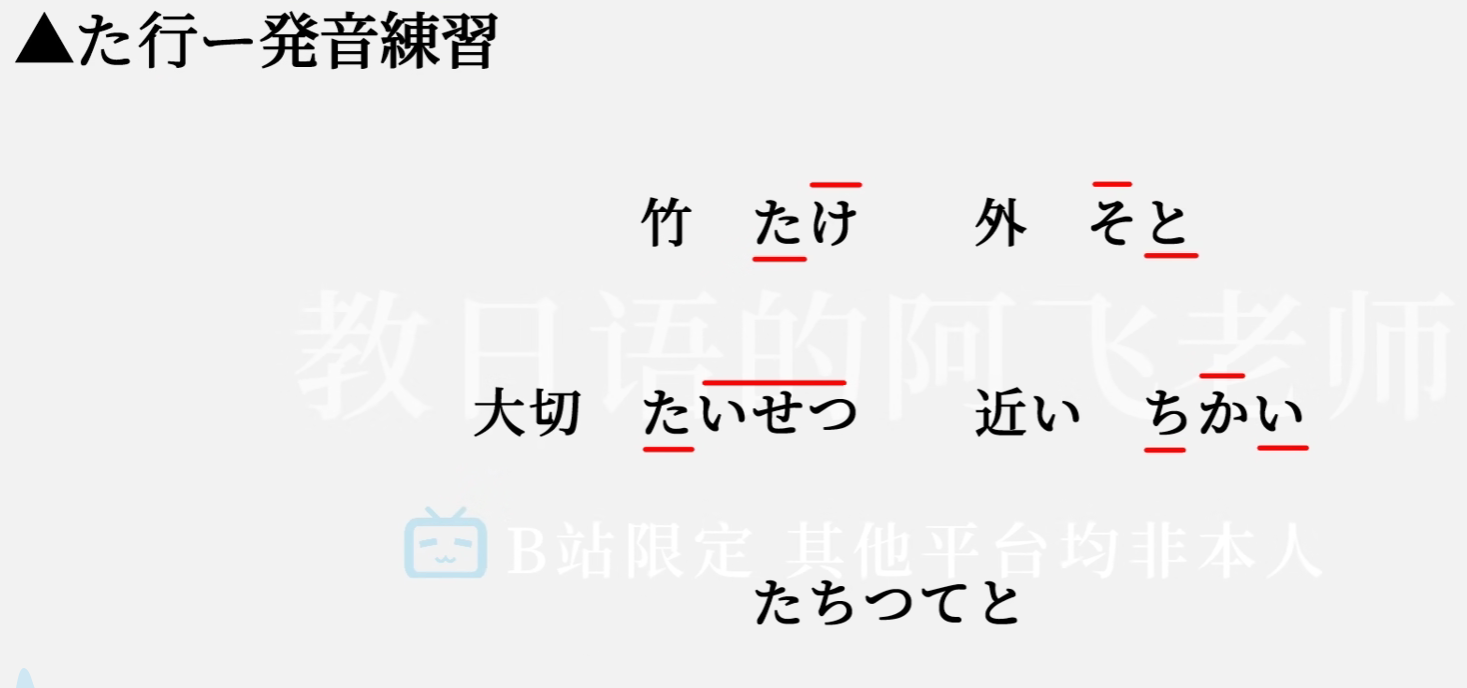 ▲た行ー発音練習
竹 たけ 外 そと
教日语的阿飞老师
大切 たいせつ 近い ちかい
B站限定 其他平台均非本人
たちつてと